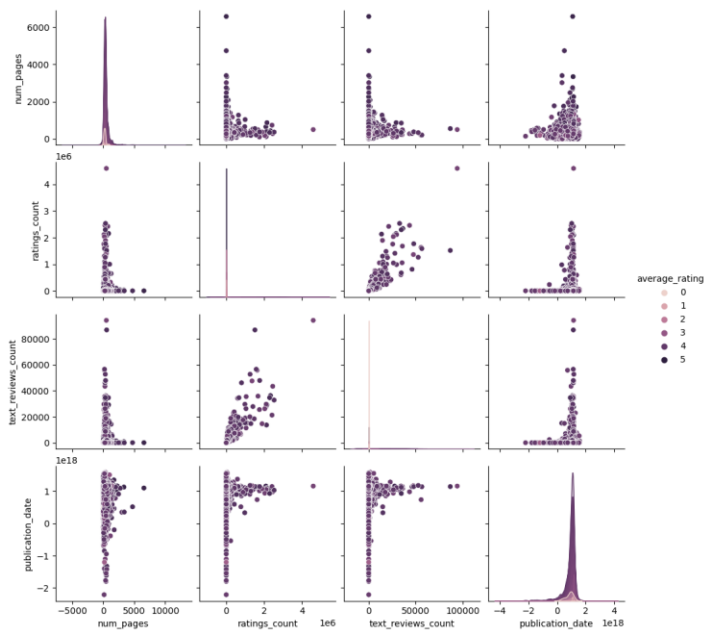 6000
4000
2000
0
num_pages
1e6
4
3
2
1
0
ratings_count
average_rating
0
1
2
3
4
5
80000
60000
40000
20000
0
text_reviews_count
1e18
1
0
−1
−2
publication_date
−5000 0 5000 10000
num_pages
0 2 4
ratings_count 1e6
0 50000 100000
text_reviews_count
−4 −2 0 2 4
publication_date 1e18